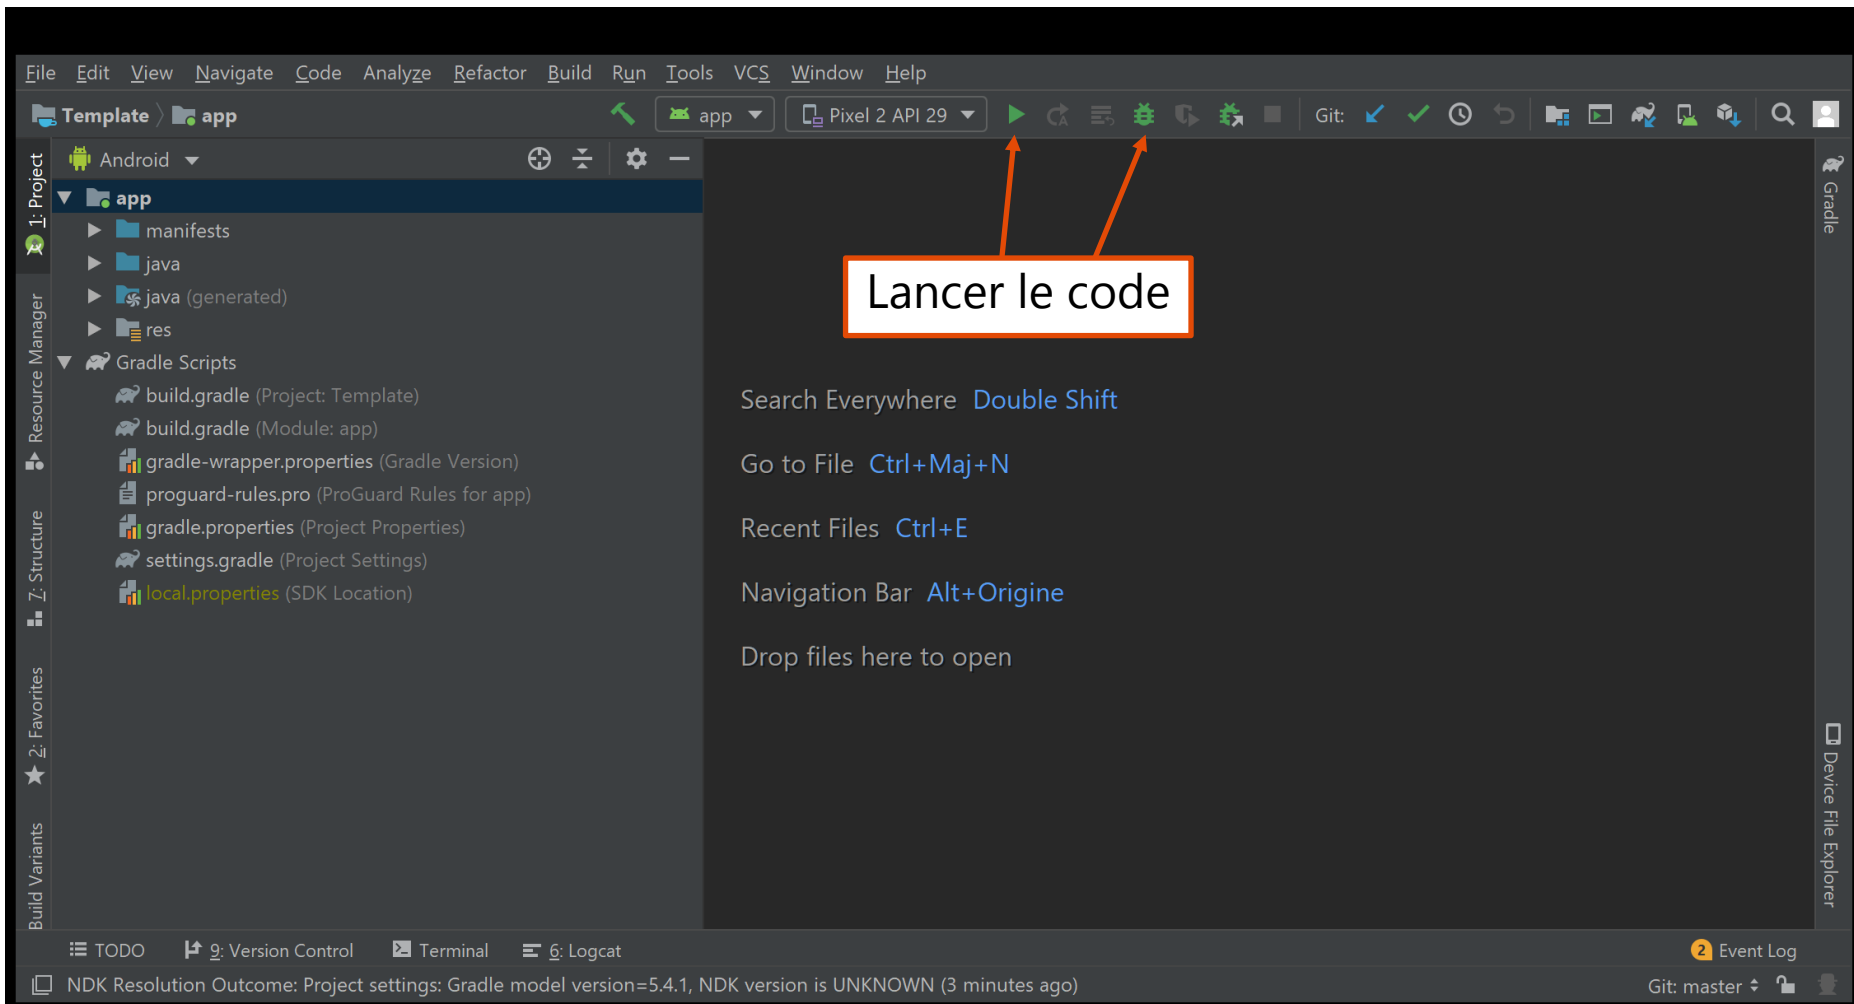 File Edit View Navigate Code Analyze Refactor Build Run Tools VCS Window Help
Template app
app
Pixel 2 API 29
Git:
1: Project
Resource Manager
7: Structure
2: Favorites
Build Variants
Android
app
manifests
java
java (generated)
res
Gradle Scripts
build.gradle (Project: Template)
build.gradle (Module: app)
gradle-wrapper.properties (Gradle Version)
proguard-rules.pro (ProGuard Rules for app)
gradle.properties (Project Properties)
settings.gradle (Project Settings)
local.properties (SDK Location)
Lancer le code
Search Everywhere Double Shift
Go to File Ctrl+Maj+N
Recent Files Ctrl+E
Navigation Bar Alt+Origine
Drop files here to open
Gradle
Device File Explorer
TODO 9: Version Control Terminal 6: Logcat
2 Event Log
NDK Resolution Outcome: Project settings: Gradle model version=5.4.1, NDK version is UNKNOWN (3 minutes ago)
Git: master